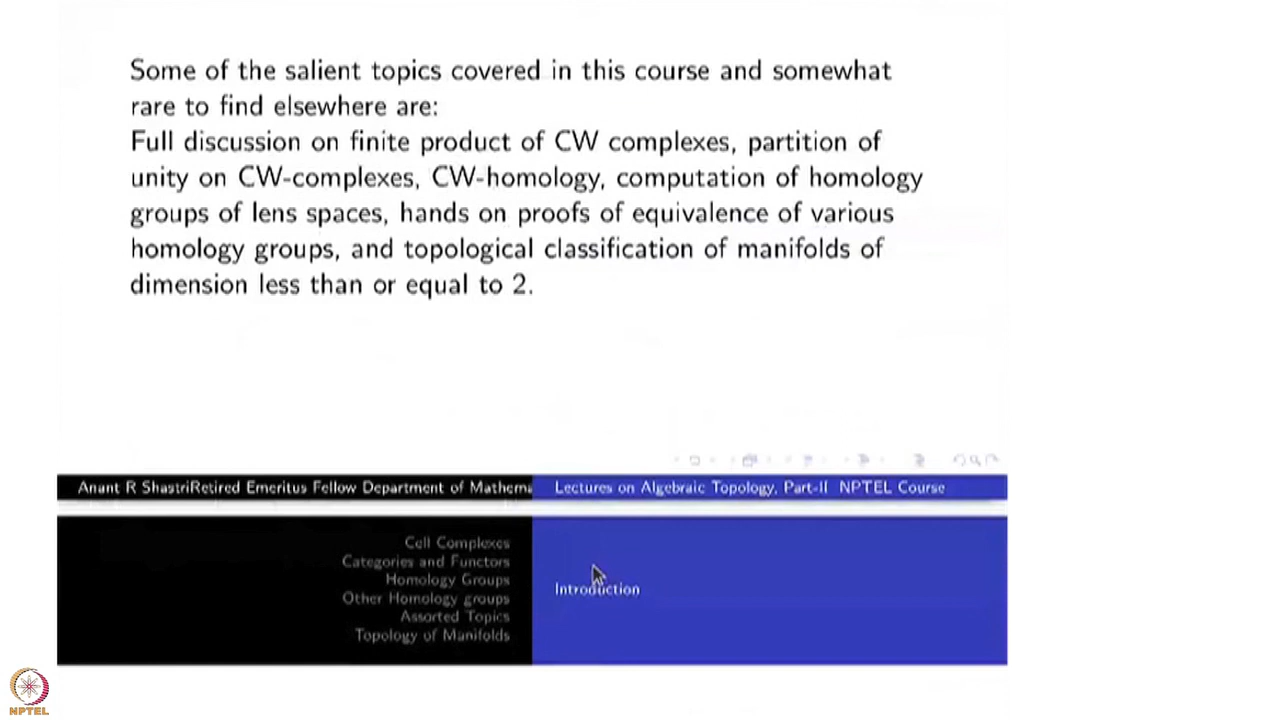 Some of the salient topics covered in this course and somewhat
rare to find elsewhere are:
Full discussion on finite product of CW complexes, partition of
unity on CW-complexes, CW-homology, computation of homology
groups of lens spaces, hands on proofs of equivalence of various
homology groups, and topological classification of manifolds of
dimension less than or equal to 2.
Anant R ShastriRetired Emeritus Fellow Department of Mathema
Lectures on Algebraic Topology, Part-II NPTEL Course
Cell Complexes
Categories and Functors
Homology Groups
Other Homology groups
Assorted Topics
Topology of Manifolds
Introduction
NPTEL